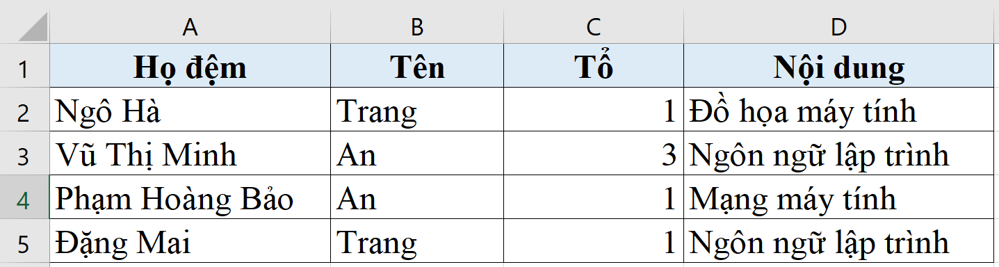 A B C D
1 Họ đệm Tên Tổ Nội dung
2 Ngô Hà Trang 1 Đồ họa máy tính
3 Vũ Thị Minh An 3 Ngôn ngữ lập trình
4 Phạm Hoàng Bảo An 1 Mạng máy tính
5 Đặng Mai Trang 1 Ngôn ngữ lập trình